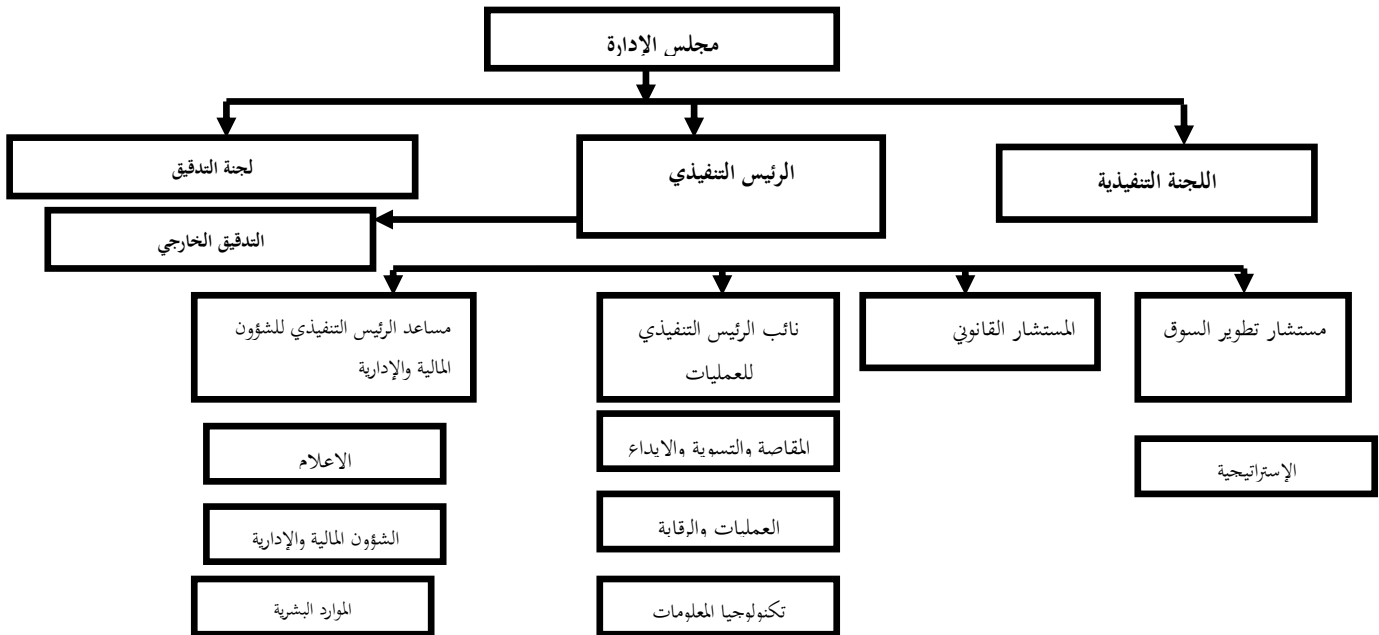 مجلس الإدارة
اللجنة التنفيذية
الرئيس التنفيذي
لجنة التدقيق
التدقيق الخارجي
مستشار تطوير السوق
المستشار القانوني
نائب الرئيس التنفيذي
للعمليات
مساعد الرئيس التنفيذي للشؤون
المالية والإدارية
الإستراتيجية
المقاصة والتسوية والايداع
العمليات والرقابة
تكنولوجيا المعلومات
الاعلام
الشؤون المالية والإدارية
الموارد البشرية